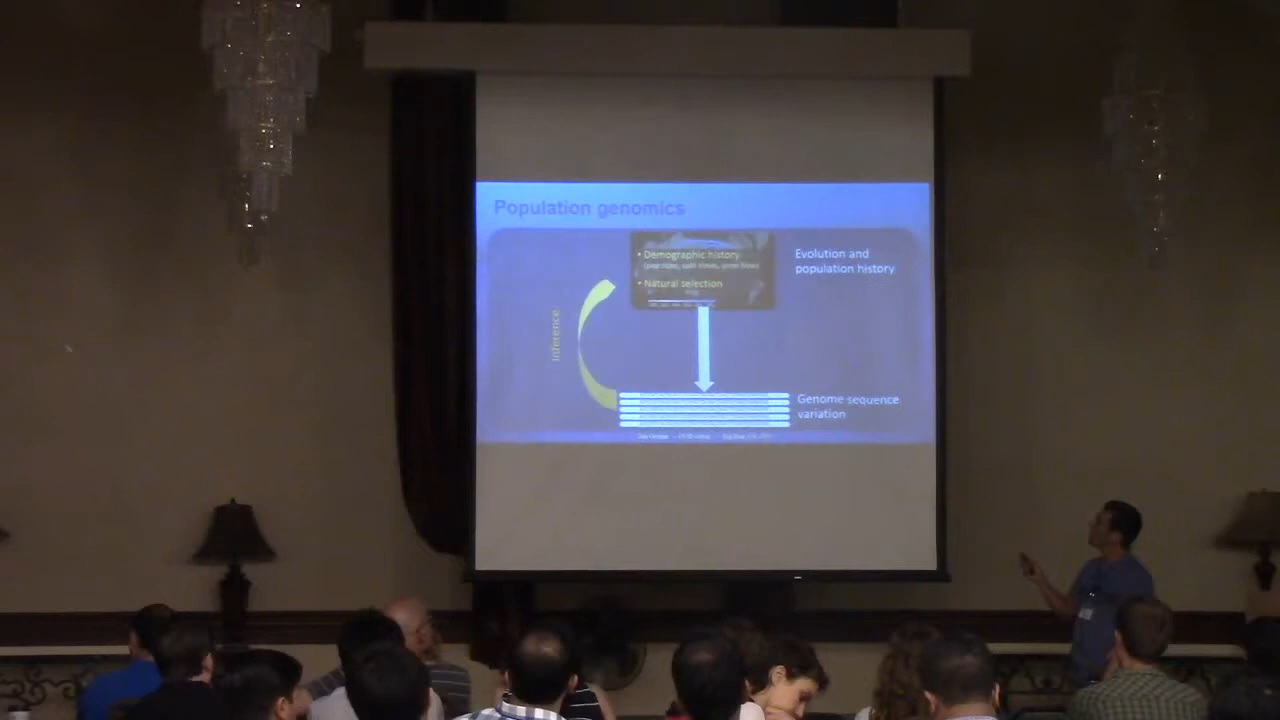 Population genomics
• Demographic history
• Natural selection
Evolution and
population history
Inference
Genome sequence
variation